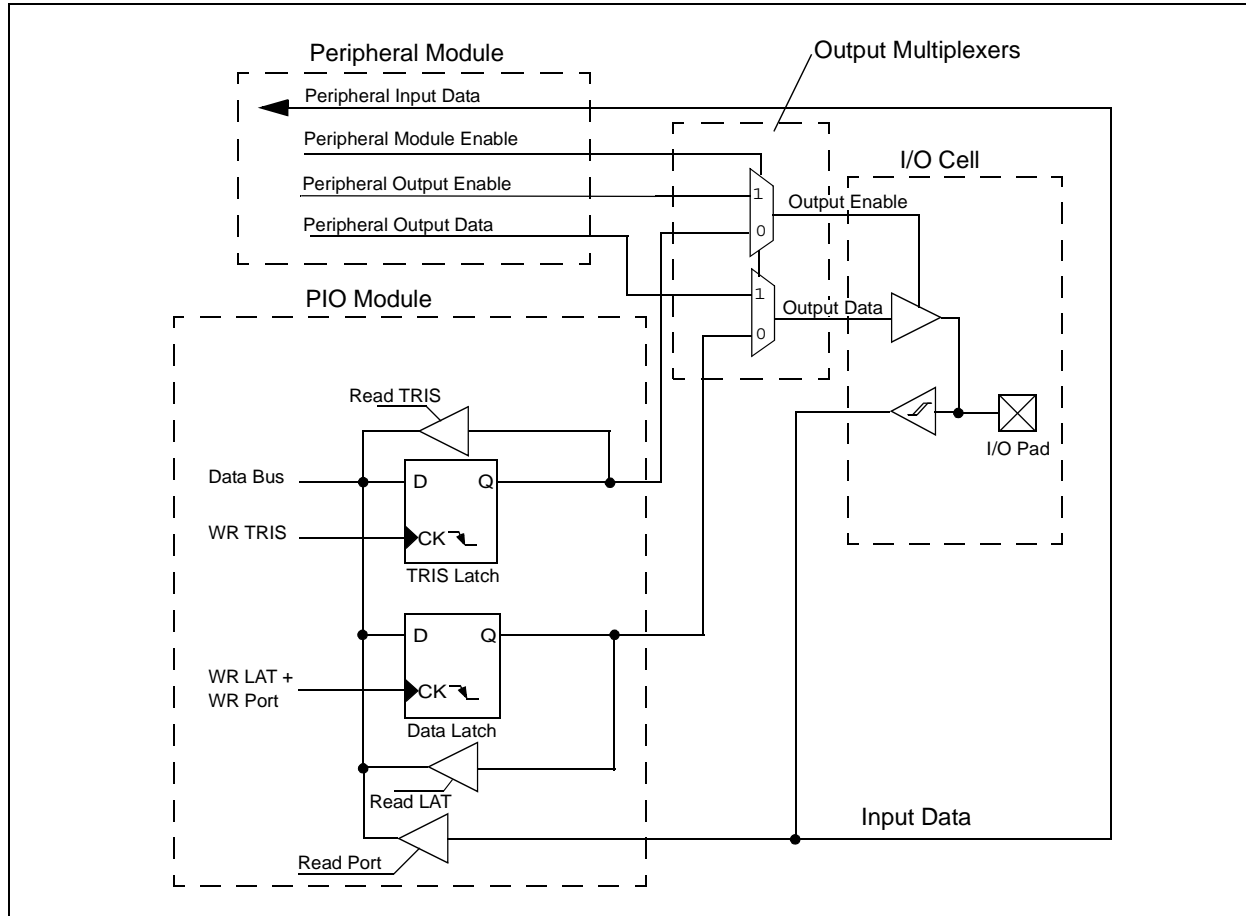 Peripheral Module
Output Multiplexers
Peripheral Input Data
Peripheral Module Enable
I/O Cell
Peripheral Output Enable
1
Output Enable
Peripheral Output Data
0
PIO Module
1
Output Data
0
Read TRIS
I/O Pad
Data Bus
D
Q
WR TRIS
CK
TRIS Latch
D
Q
WR LAT +
WR Port
CK
Data Latch
Read LAT
Input Data
Read Port